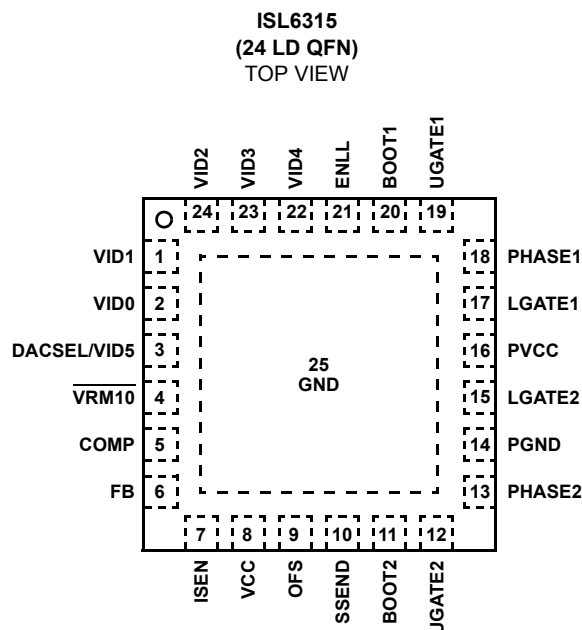 ISL6315
(24 LD QFN)
TOP VIEW
VID2
VID3
VID4
ENLL
BOOT1
UGATE1
24
23
22
21
20
19
VID1
1
18
PHASE1
VID0
2
17
LGATE1
DACSEL/VID5
3
16
PVCC
25
GND
VRM10
4
15
LGATE2
COMP
5
14
PGND
FB
6
13
PHASE2
7
8
9
10
11
12
ISEN
VCC
OFS
SSEND
BOOT2
UGATE2